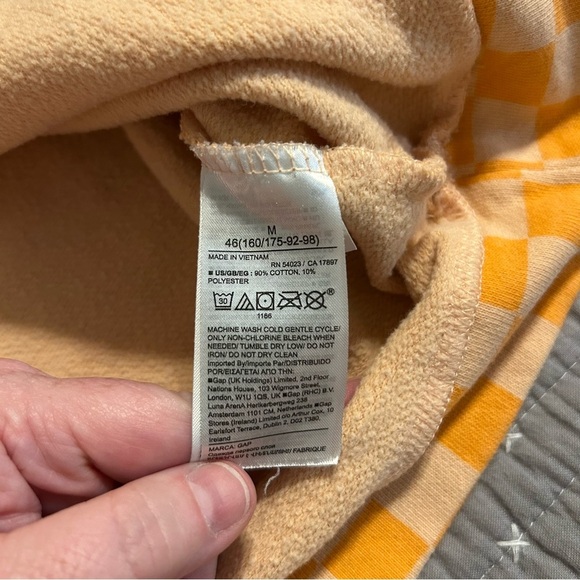 M
46(160/175-92-98)
MADE IN VIETNAM
RN 54023 / CA 17897
■ US/GB/EG: 90% COTTON, 10%
POLYESTER
30
1186
MACHINE WASH COLD GENTLE CYCLE/
ONLY NON-CHLORINE BLEACH WHEN
NEEDED/ TUMBLE DRY LOW/ DO NOT
IRON/ DO NOT DRY CLEAN
Imported by/Importe par/DISTRIBUIDO
POR/ΕΙΣΑΓΕΤΑΙ ΑΠΟ ΤΗΝ:
■Gap (UK Holdings) Limited, 2nd Floor
Nations House, 103 Wigmore Street,
London, W1U 1QS, UK ■Gap (RHC) B.V.
Luna ArenA Herikerbergweg 238
Amsterdam 1101 CM, Netherlands ■Gap
Stores (Ireland) Limited c/o Arthur Cox, 10
Earlsfort Terrace, Dublin 2, D02 T380,
Ireland
MARCA: GAP
FABRIQUE